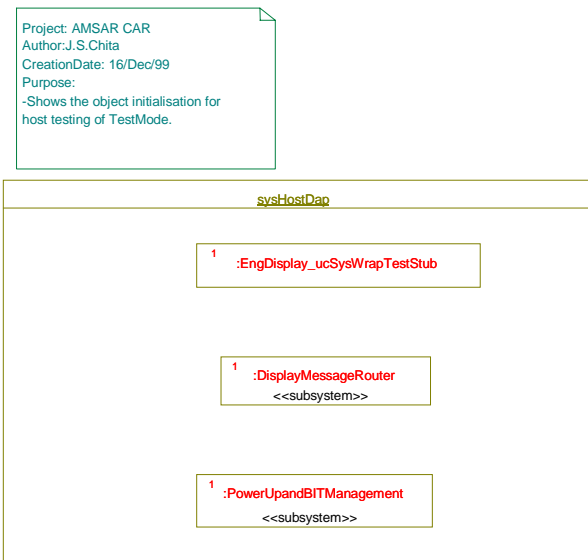 Project: AMSAR CAR
Author:J.S.Chita
CreationDate: 16/Dec/99
Purpose:
-Shows the object initialisation for
host testing of TestMode.
sysHostDap
1
:EngDisplay_ucSysWrapTestStub
1
:DisplayMessageRouter
<<subsystem>>
1
:PowerUpandBITManagement
<<subsystem>>